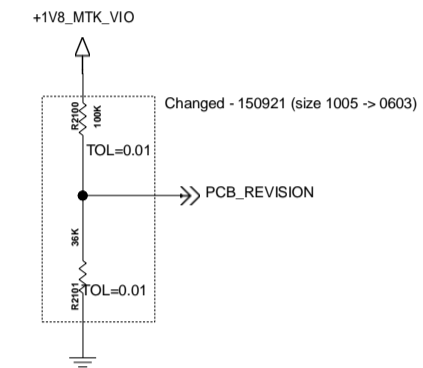 +1V8_MTK_VIO
Changed - 150921 (size 1005 -> 0603)
R2100
100K
TOL=0.01
PCB_REVISION
36K
R2101
TOL=0.01